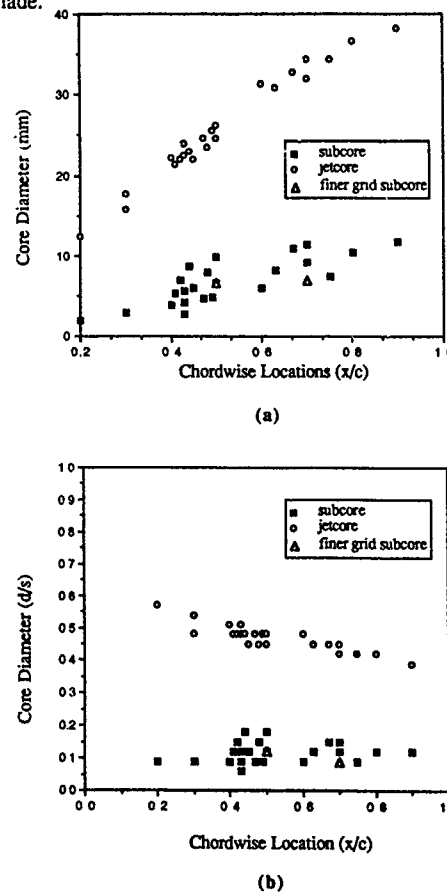 made.
40
30
20
10
0
Core Diameter (mm)
subcore
jetcore
finer grid subcore
0 2 0 4 0 6 0 8 1
Chordwise Locations (x/c)
(a)
1 0
0 9
0 8
0 7
0 6
0 5
0 4
0 3
0 2
0 1
0 0
Core Diameter (d/s)
subcore
jetcore
finer grid subcore
0 0 0 2 0 4 0 6 0 8 1
Chordwise Location (x/c)
(b)